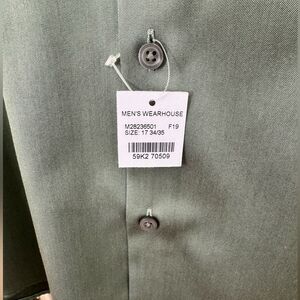 MEN'S WEARHOUSE
M28236501 F19
SIZE: 17 34/35
59K2 70509